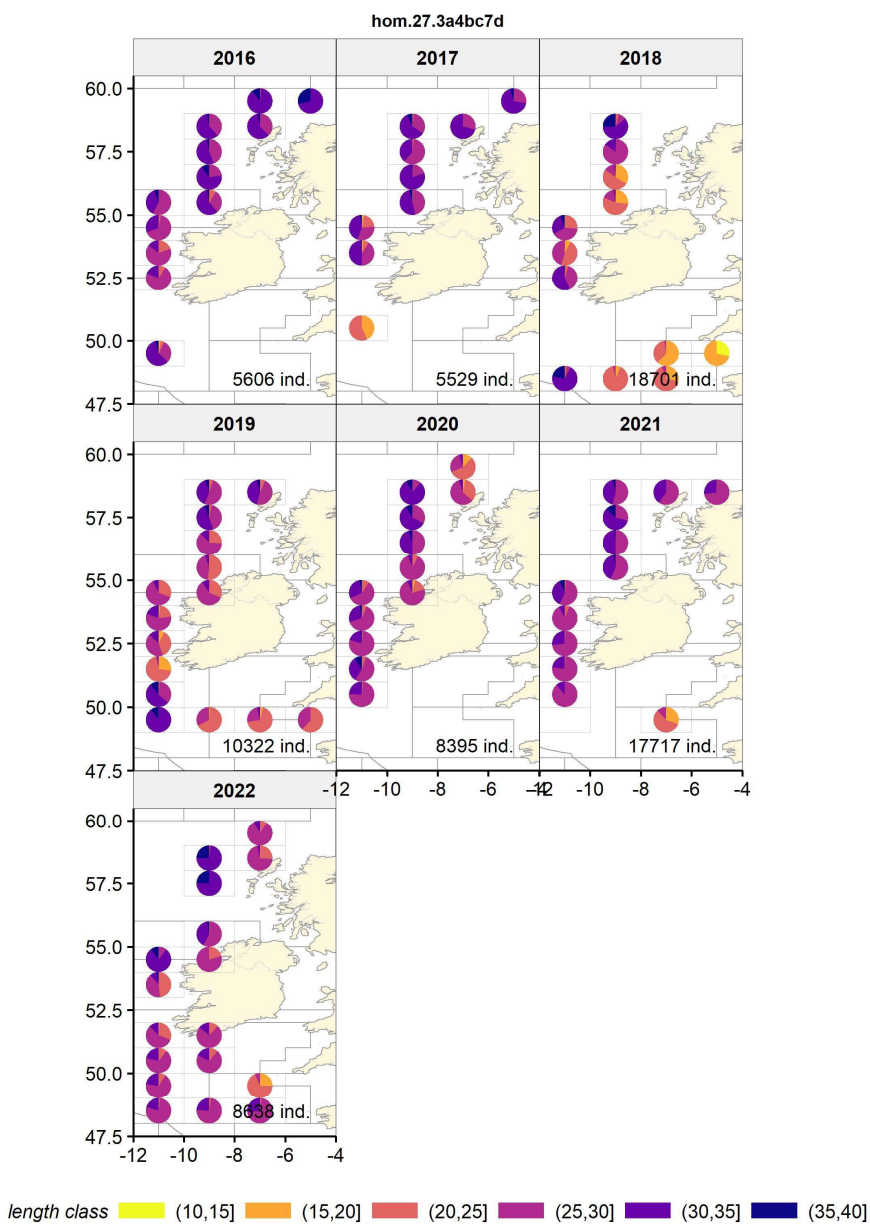 hom.27.3a4bc7d
2016 2017 2018
60.0
57.5
55.0
52.5
50.0
47.5
5606 ind. 5529 ind. 18701 ind.
2019 2020 2021
60.0
57.5
55.0
52.5
50.0
47.5
10322 ind. 8395 ind. 17717 ind.
-12 -10 -8 -6 -4 -12 -10 -8 -6 -4
2022
60.0
57.5
55.0
52.5
50.0
47.5
8638 ind.
-12 -10 -8 -6 -4
length class (10,15] (15,20] (20,25] (25,30] (30,35] (35,40]